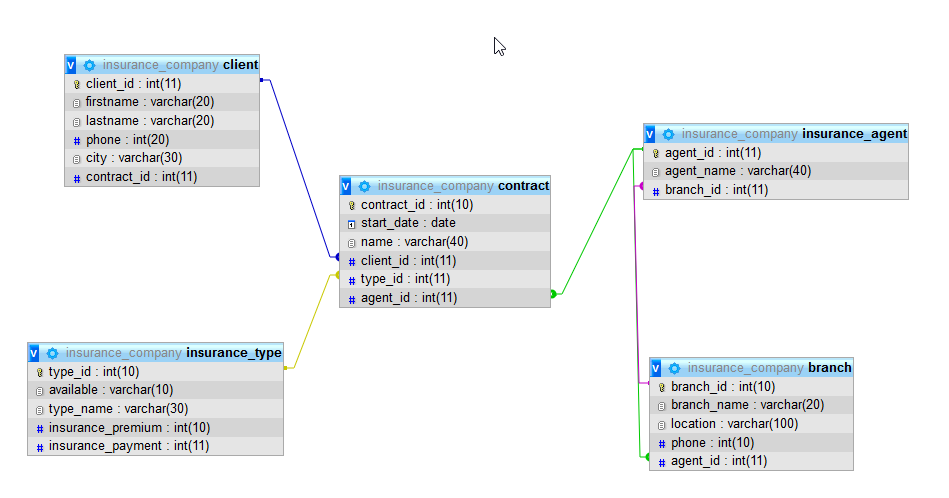 insurance_company client
client_id : int(11)
firstname : varchar(20)
lastname : varchar(20)
phone : int(20)
city : varchar(30)
contract_id : int(11)
insurance_company contract
contract_id : int(10)
start_date : date
name : varchar(40)
client_id : int(11)
type_id : int(11)
agent_id : int(11)
insurance_company insurance_agent
agent_id : int(11)
agent_name : varchar(40)
branch_id : int(11)
insurance_company insurance_type
type_id : int(10)
available : varchar(10)
type_name : varchar(30)
insurance_premium : int(10)
insurance_payment : int(11)
insurance_company branch
branch_id : int(10)
branch_name : varchar(20)
location : varchar(100)
phone : int(10)
agent_id : int(11)